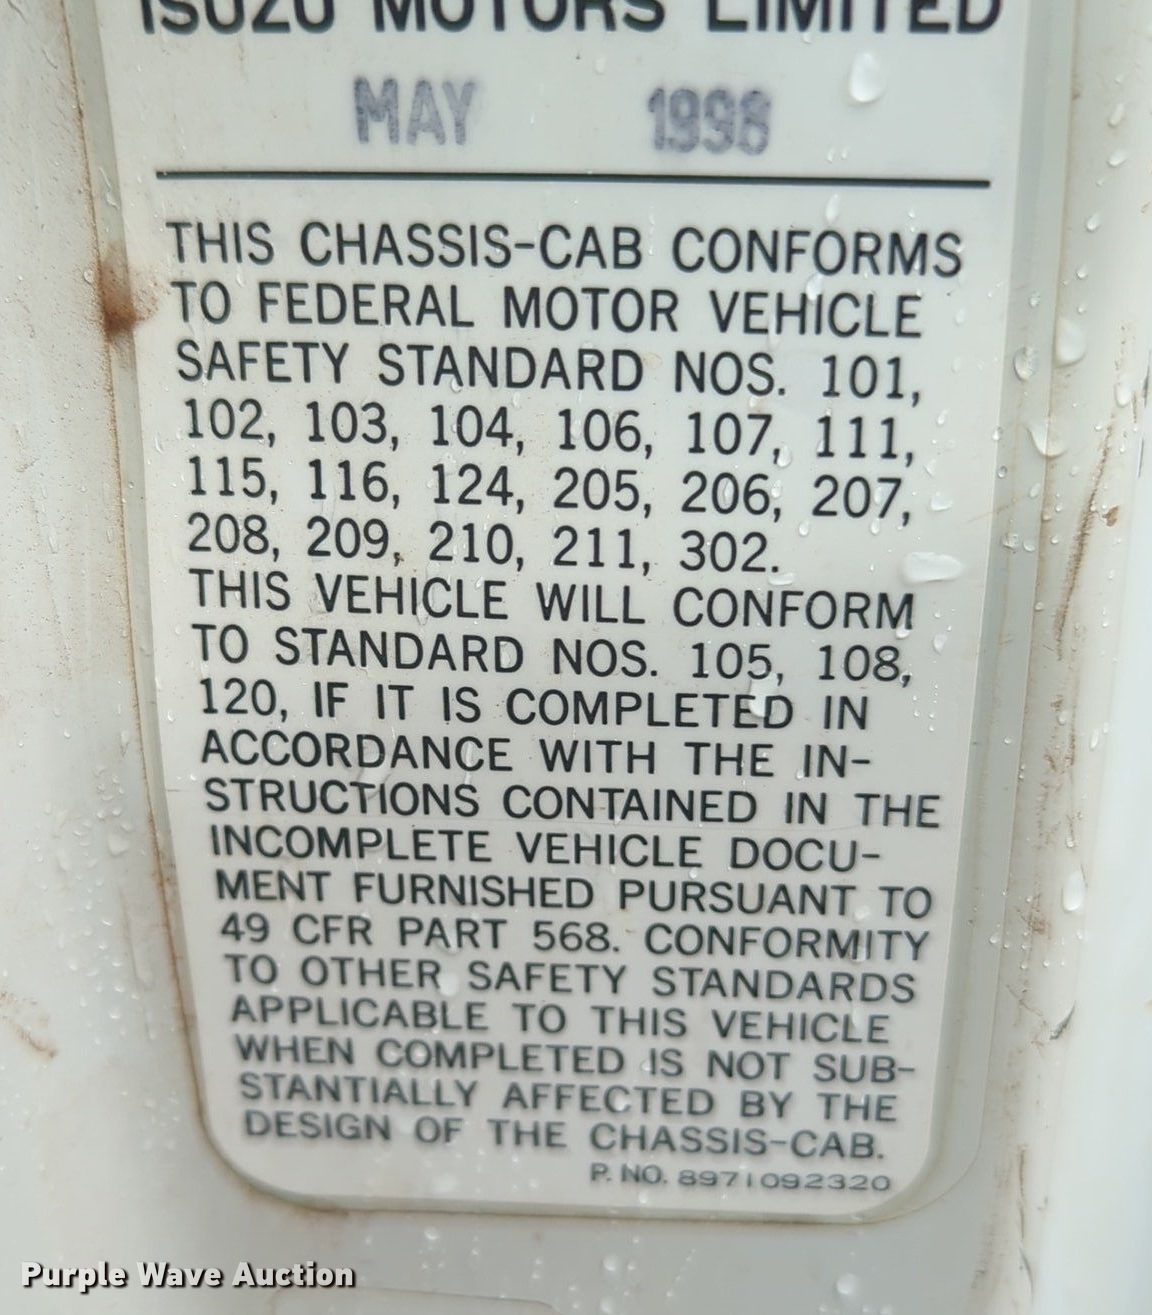 ISUZU MOTORS LIMITED
MAY 1998
THIS CHASSIS-CAB CONFORMS
TO FEDERAL MOTOR VEHICLE
SAFETY STANDARD NOS. 101,
102, 103, 104, 106, 107, 111,
115, 116, 124, 205, 206, 207,
208, 209, 210, 211, 302.
THIS VEHICLE WILL CONFORM
TO STANDARD NOS. 105, 108,
120, IF IT IS COMPLETED IN
ACCORDANCE WITH THE IN-
STRUCTIONS CONTAINED IN THE
INCOMPLETE VEHICLE DOCU-
MENT FURNISHED PURSUANT TO
49 CFR PART 568. CONFORMITY
TO OTHER SAFETY STANDARDS
APPLICABLE TO THIS VEHICLE
WHEN COMPLETED IS NOT SUB-
STANTIALLY AFFECTED BY THE
DESIGN OF THE CHASSIS-CAB.
P. NO. 8971092320
Purple Wave Auction